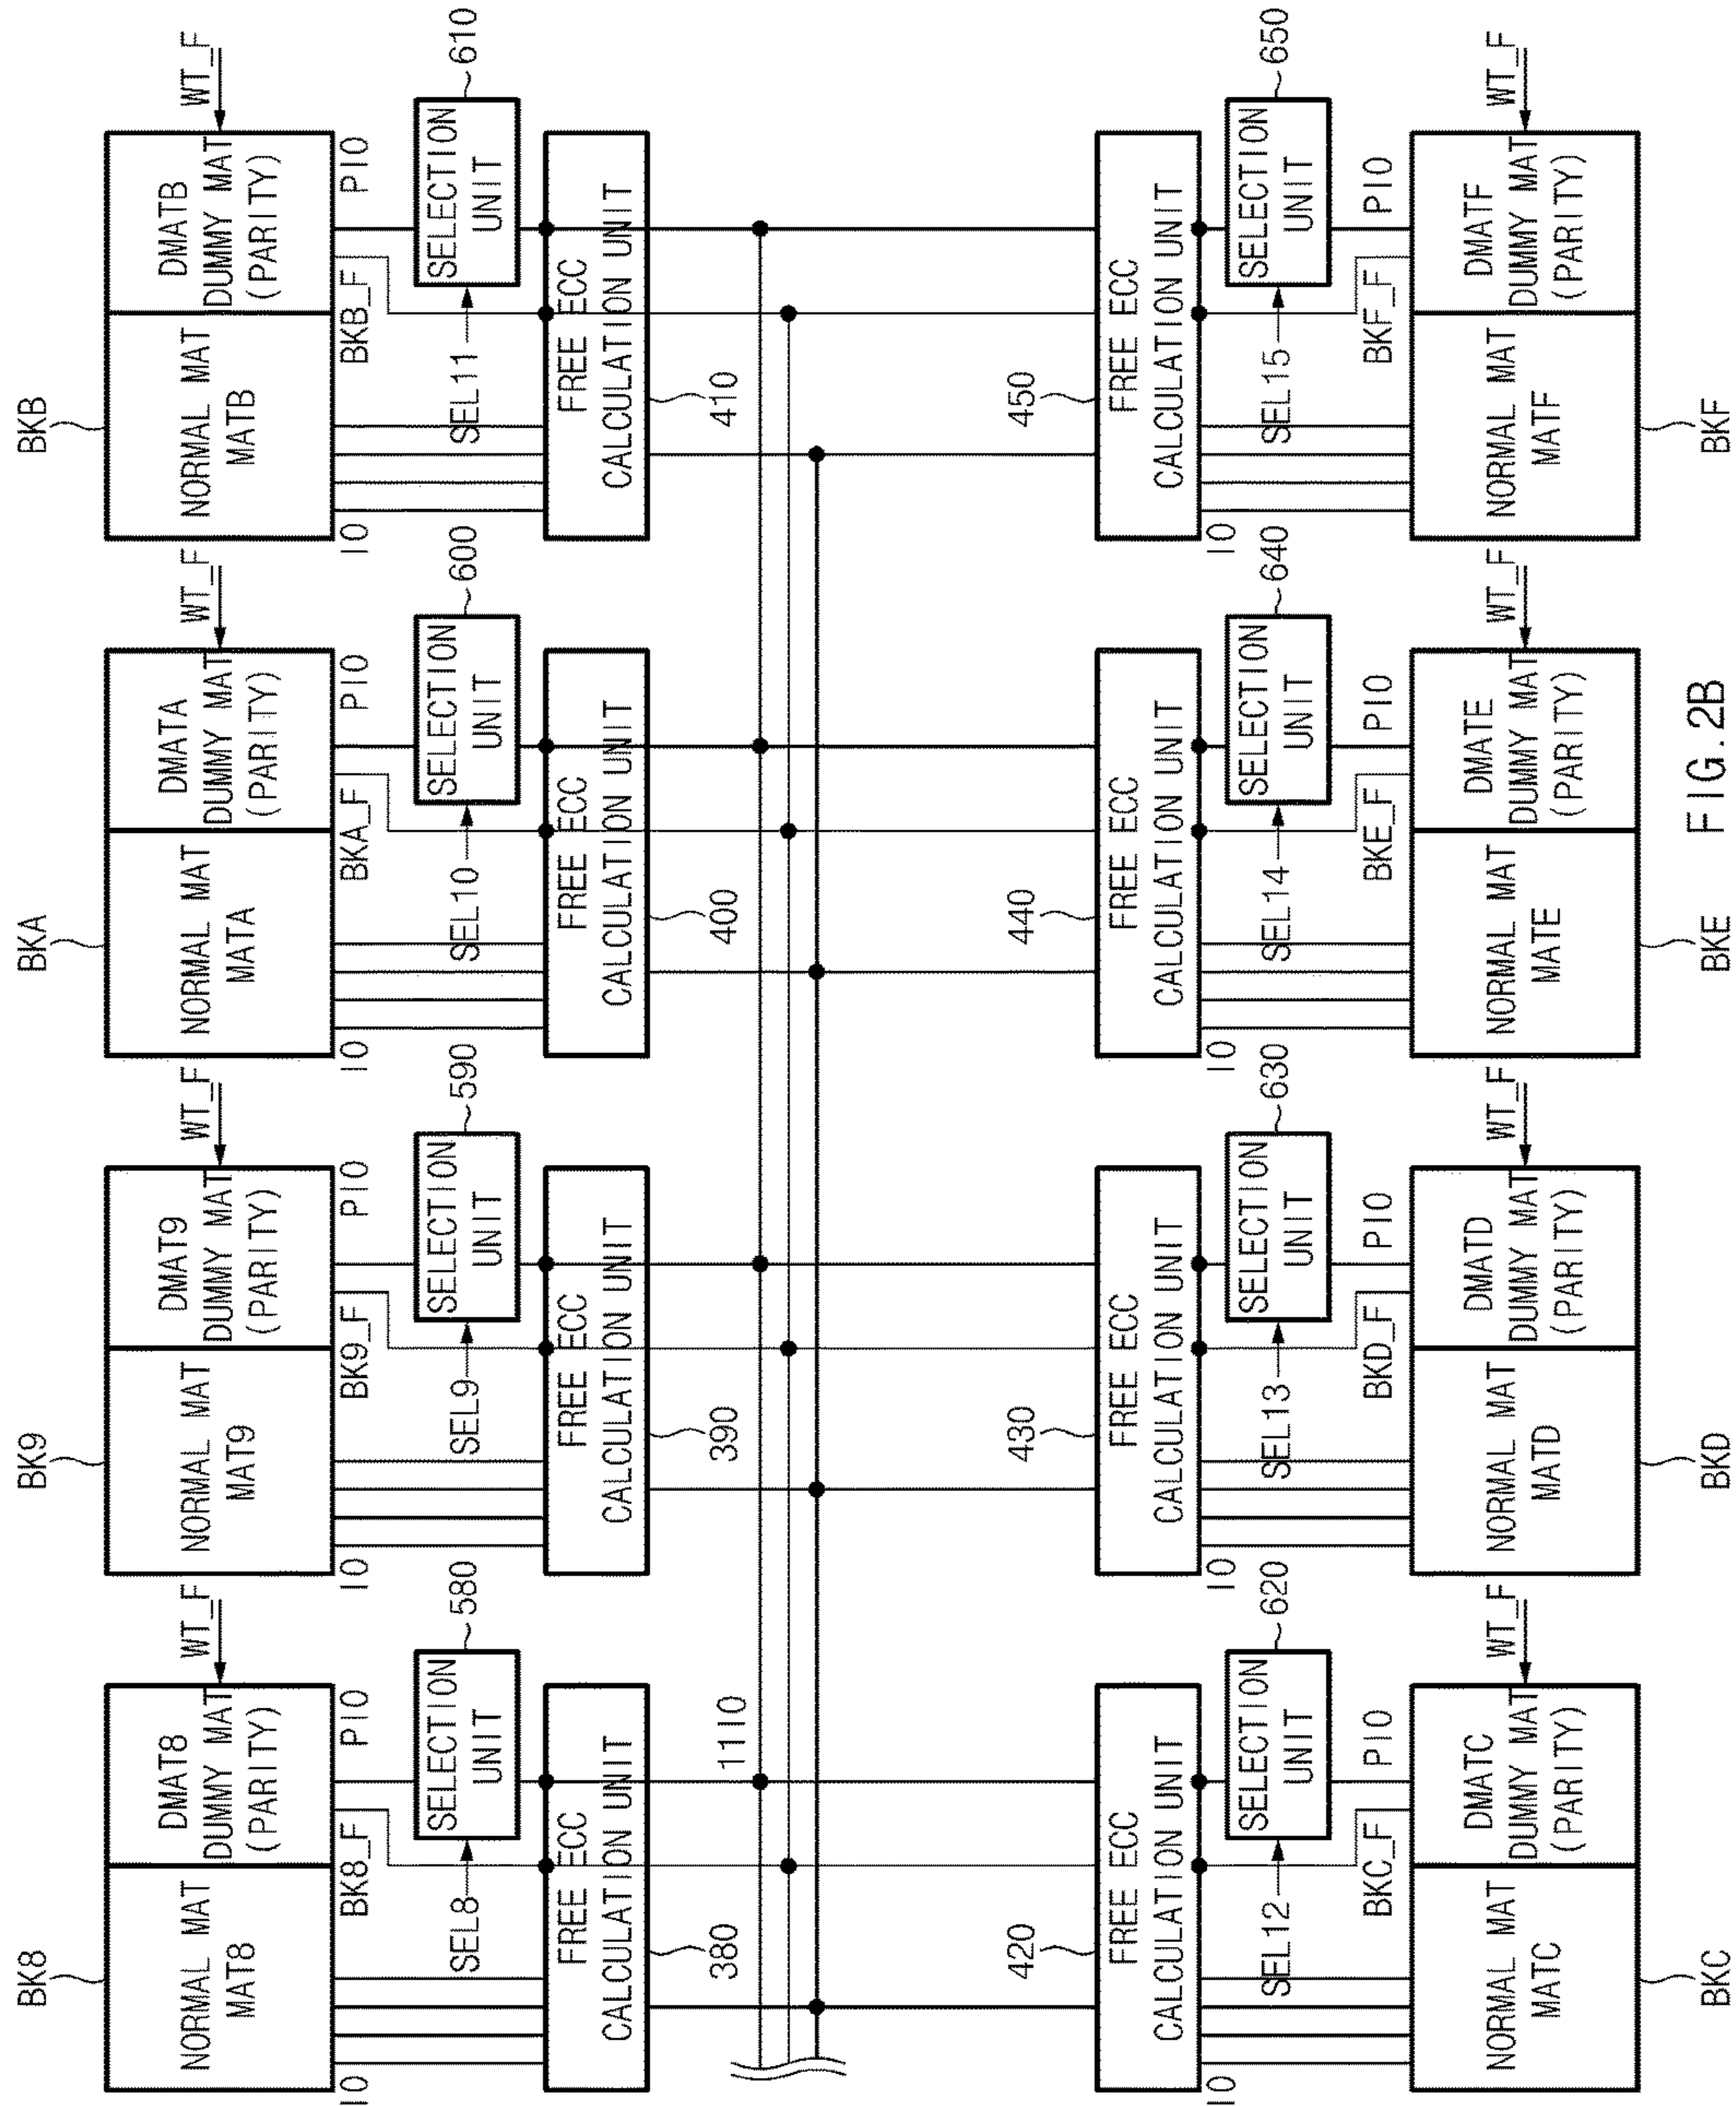 BK8
BK9
BKA
BKB
NORMAL MAT
MAT8
DMAT8
DUMMY MAT
(PARITY)
WT_F
NORMAL MAT
MAT9
DMAT9
DUMMY MAT
(PARITY)
WT_F
NORMAL MAT
MATA
DMATA
DUMMY MAT
(PARITY)
WT_F
NORMAL MAT
MATB
DMATB
DUMMY MAT
(PARITY)
WT_F
IO
BK8_F
PIO
IO
BK9_F
PIO
IO
BKA_F
PIO
IO
BKB_F
PIO
SEL8
SELECTION
UNIT
580
SEL9
SELECTION
UNIT
590
SEL10
SELECTION
UNIT
600
SEL11
SELECTION
UNIT
610
FREE ECC
CALCULATION UNIT
FREE ECC
CALCULATION UNIT
FREE ECC
CALCULATION UNIT
FREE ECC
CALCULATION UNIT
380
1110
390
400
410
420
430
440
450
FREE ECC
CALCULATION UNIT
FREE ECC
CALCULATION UNIT
FREE ECC
CALCULATION UNIT
FREE ECC
CALCULATION UNIT
IO
SEL12
SELECTION
UNIT
620
IO
SEL13
SELECTION
UNIT
630
IO
SEL14
SELECTION
UNIT
640
IO
SEL15
SELECTION
UNIT
650
BKC_F
PIO
BKD_F
PIO
BKE_F
PIO
BKF_F
PIO
NORMAL MAT
MATC
DMATC
DUMMY MAT
(PARITY)
WT_F
NORMAL MAT
MATD
DMATD
DUMMY MAT
(PARITY)
WT_F
NORMAL MAT
MATE
DMATE
DUMMY MAT
(PARITY)
WT_F
NORMAL MAT
MATF
DMATF
DUMMY MAT
(PARITY)
WT_F
BKC
BKD
BKE
BKF
FIG.2B